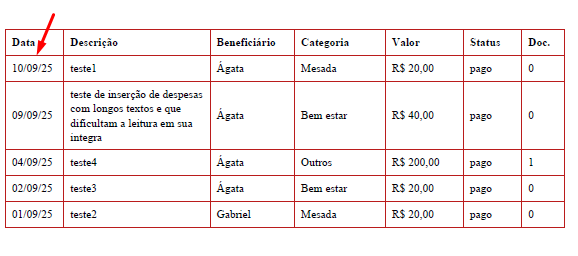 Data Descrição Beneficiário Categoria Valor Status Doc.
10/09/25 teste1 Ágata Mesada R$ 20,00 pago 0
teste de inserção de despesas
com longos textos e que
09/09/25 Ágata Bem estar R$ 40,00 pago 0
dificultam a leitura em sua
integra
04/09/25 teste4 Ágata Outros R$ 200,00 pago 1
02/09/25 teste3 Ágata Bem estar R$ 20,00 pago 0
01/09/25 teste2 Gabriel Mesada R$ 20,00 pago 0